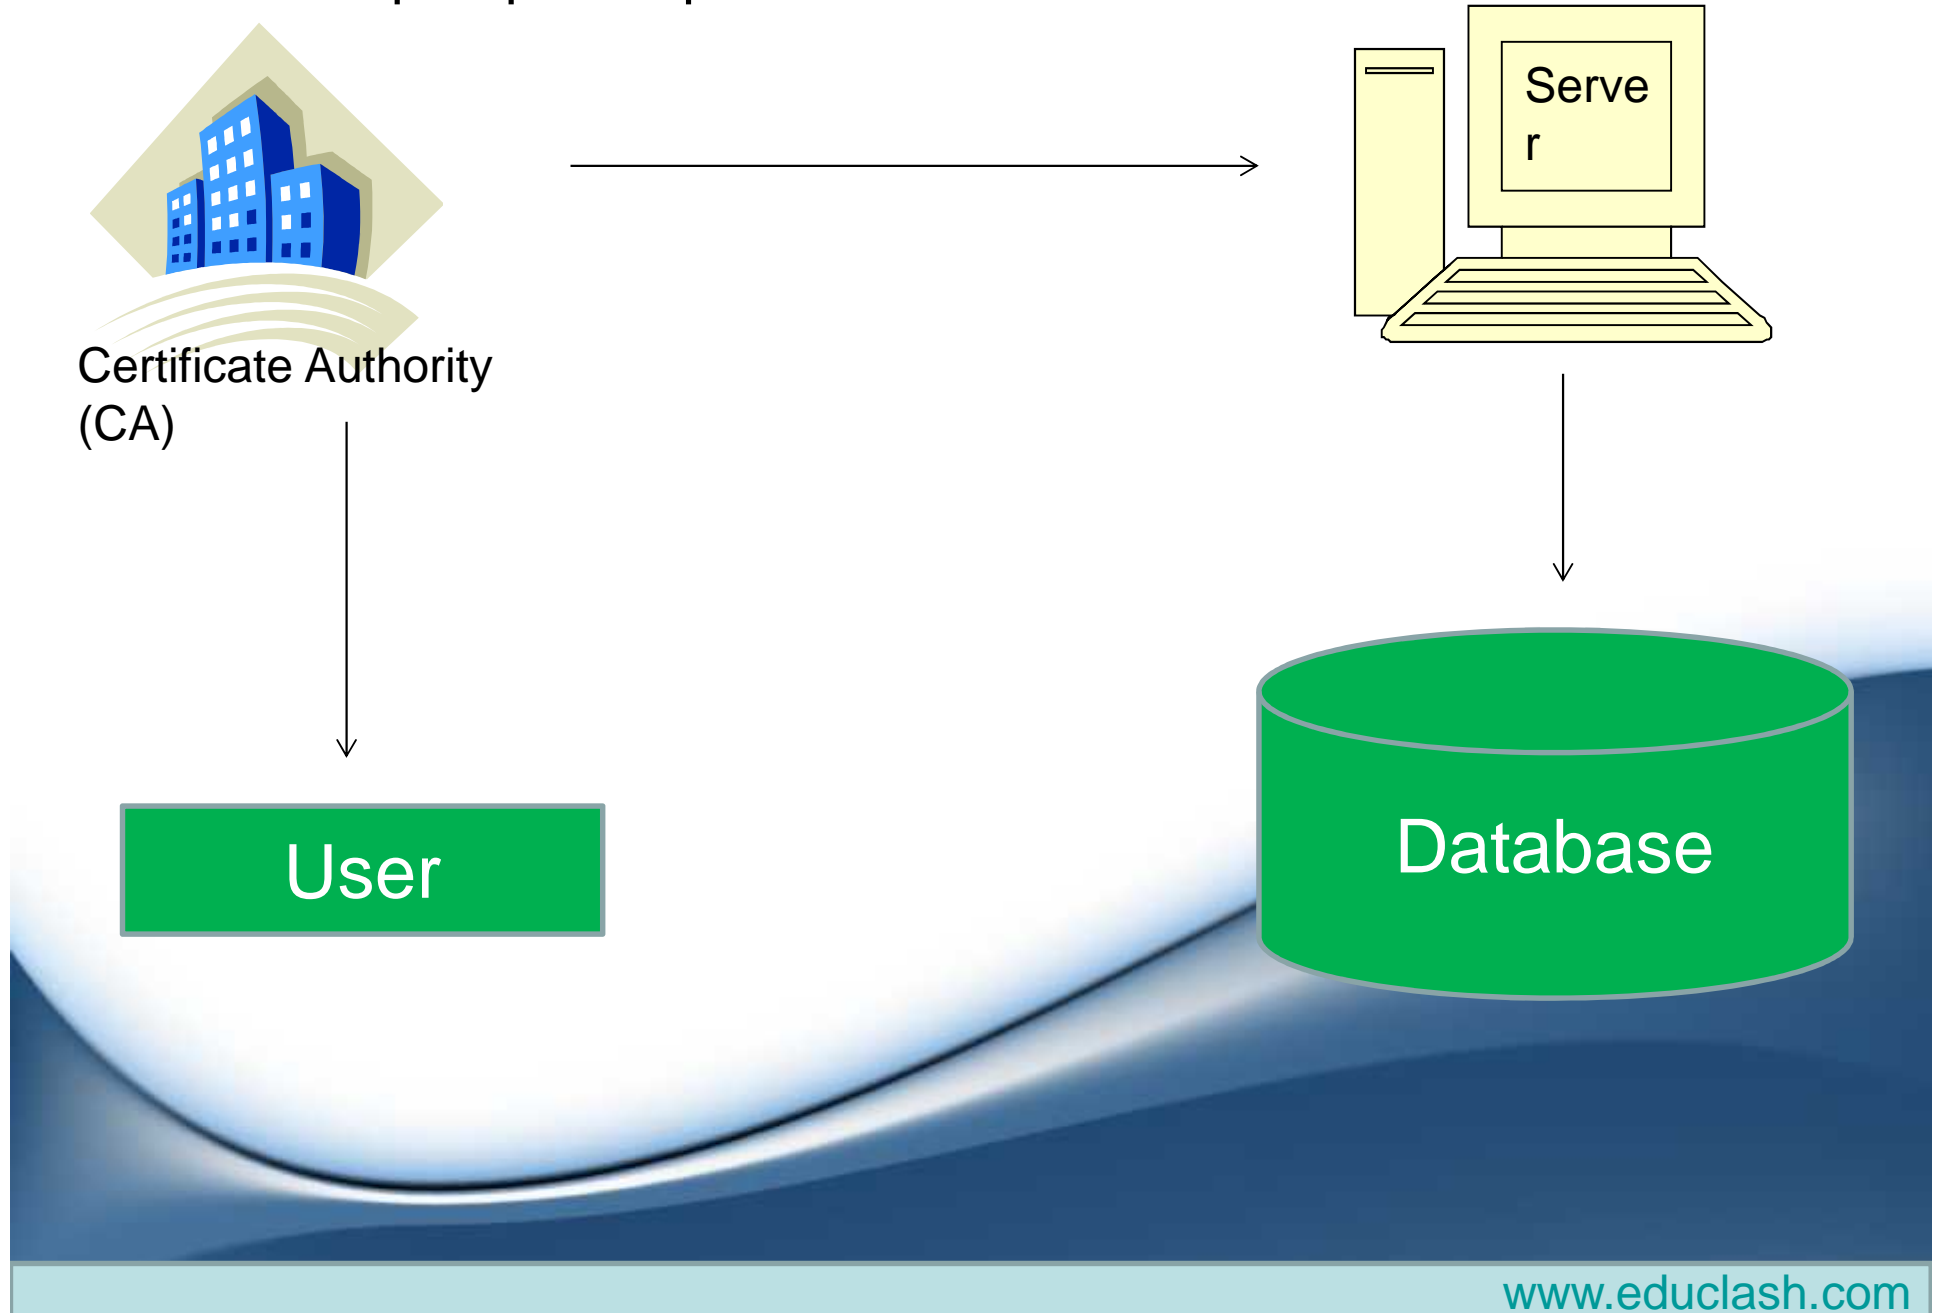 Serve
r
Certificate Authority
(CA)
User
Database
www.educlash.com